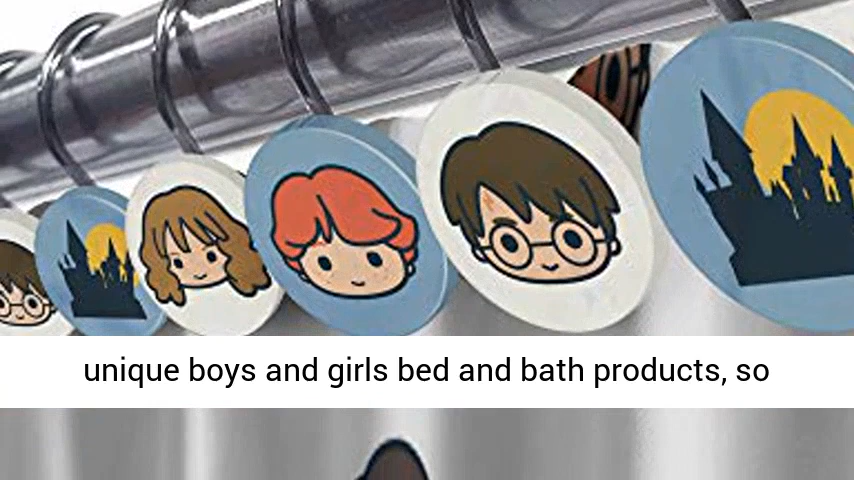 unique boys and girls bed and bath products, so